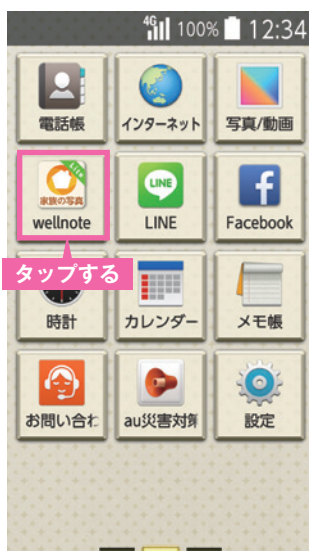 4G 100% 12:34
電話帳 インターネット 写真/動画
Lite
家族の写真
LINE
wellnote LINE Facebook
タップする
時計 カレンダー メモ帳
お問い合わ au災害対策 設定